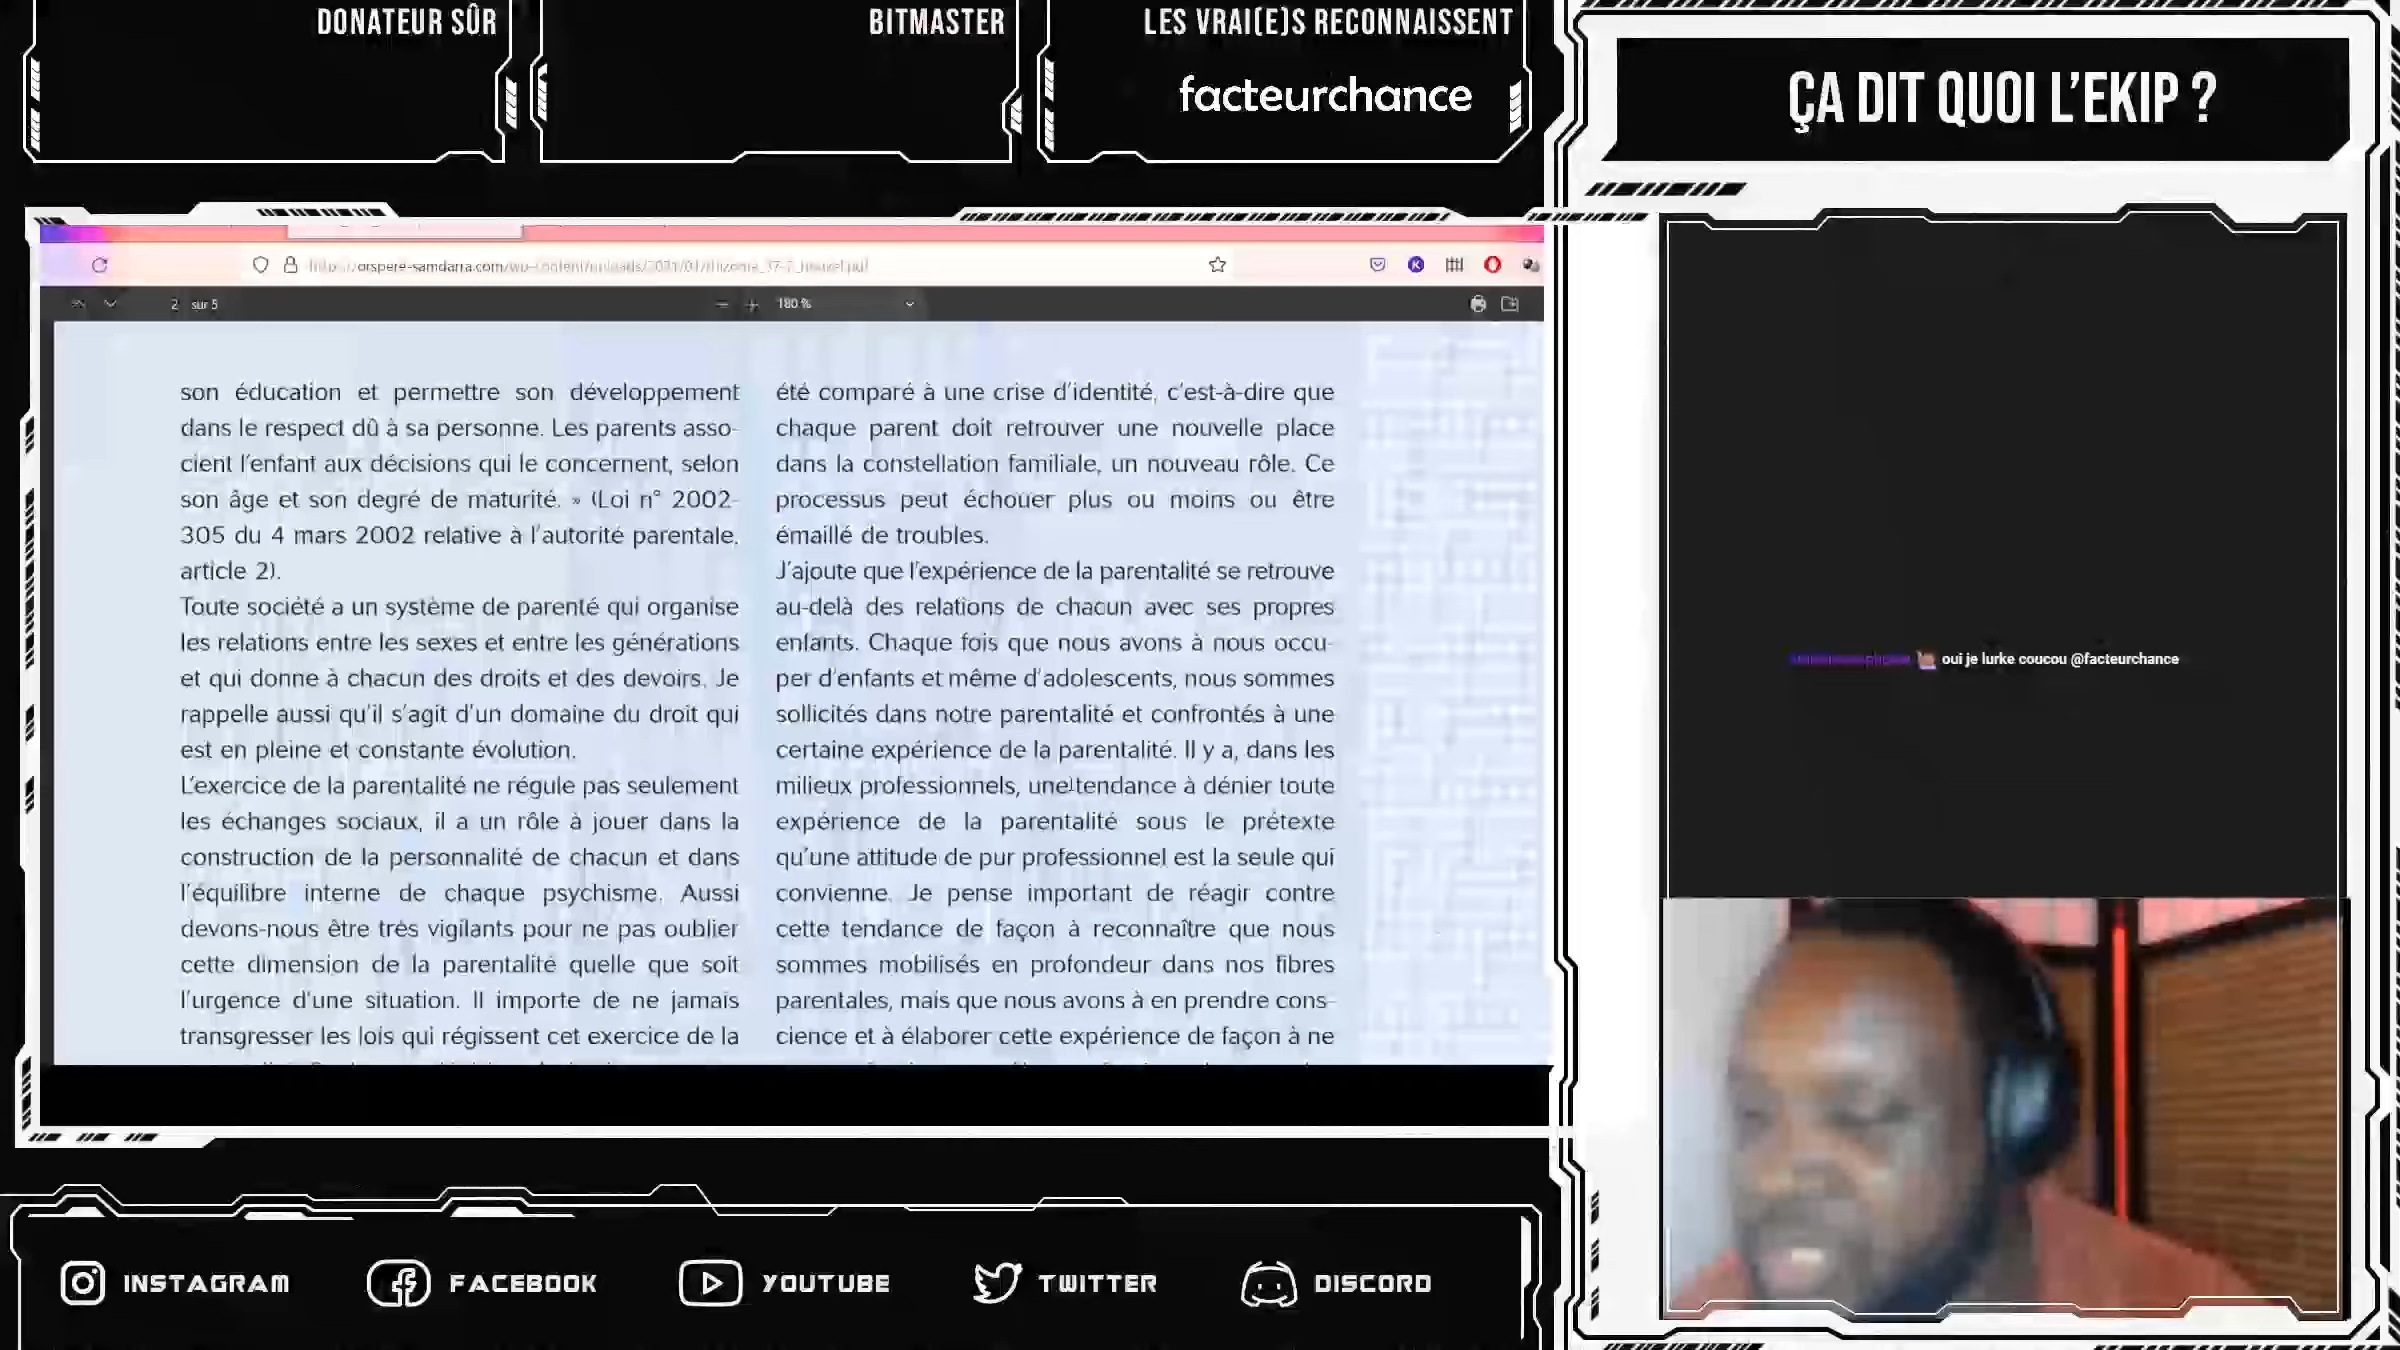 DONATEUR SÛR
BITMASTER
LES VRAI(E)S RECONNAISSENT
facteurchance
ÇA DIT QUOI L'EKIP ?
orspere-samdarra.com/wp-content/uploads/2021/01/rhizome_37-2_houzel.pdf
2 sur 5
180 %
son éducation et permettre son développement
dans le respect dû à sa personne. Les parents asso-
cient l'enfant aux décisions qui le concernent, selon
son âge et son degré de maturité. » (Loi n° 2002-
305 du 4 mars 2002 relative à l'autorité parentale,
article 2).
Toute société a un système de parenté qui organise
les relations entre les sexes et entre les générations
et qui donne à chacun des droits et des devoirs. Je
rappelle aussi qu'il s'agit d'un domaine du droit qui
est en pleine et constante évolution.
L'exercice de la parentalité ne régule pas seulement
les échanges sociaux, il a un rôle à jouer dans la
construction de la personnalité de chacun et dans
l'équilibre interne de chaque psychisme. Aussi
devons-nous être très vigilants pour ne pas oublier
cette dimension de la parentalité quelle que soit
l'urgence d'une situation. Il importe de ne jamais
transgresser les lois qui régissent cet exercice de la
été comparé à une crise d'identité, c'est-à-dire que
chaque parent doit retrouver une nouvelle place
dans la constellation familiale, un nouveau rôle. Ce
processus peut échouer plus ou moins ou être
émaillé de troubles.
J'ajoute que l'expérience de la parentalité se retrouve
au-delà des relations de chacun avec ses propres
enfants. Chaque fois que nous avons à nous occu-
per d'enfants et même d'adolescents, nous sommes
sollicités dans notre parentalité et confrontés à une
certaine expérience de la parentalité. Il y a, dans les
milieux professionnels, une tendance à dénier toute
expérience de la parentalité sous le prétexte
qu'une attitude de pur professionnel est la seule qui
convienne. Je pense important de réagir contre
cette tendance de façon à reconnaître que nous
sommes mobilisés en profondeur dans nos fibres
parentales, mais que nous avons à en prendre cons-
cience et à élaborer cette expérience de façon à ne
oui je lurke coucou @facteurchance
INSTAGRAM
FACEBOOK
YOUTUBE
TWITTER
DISCORD